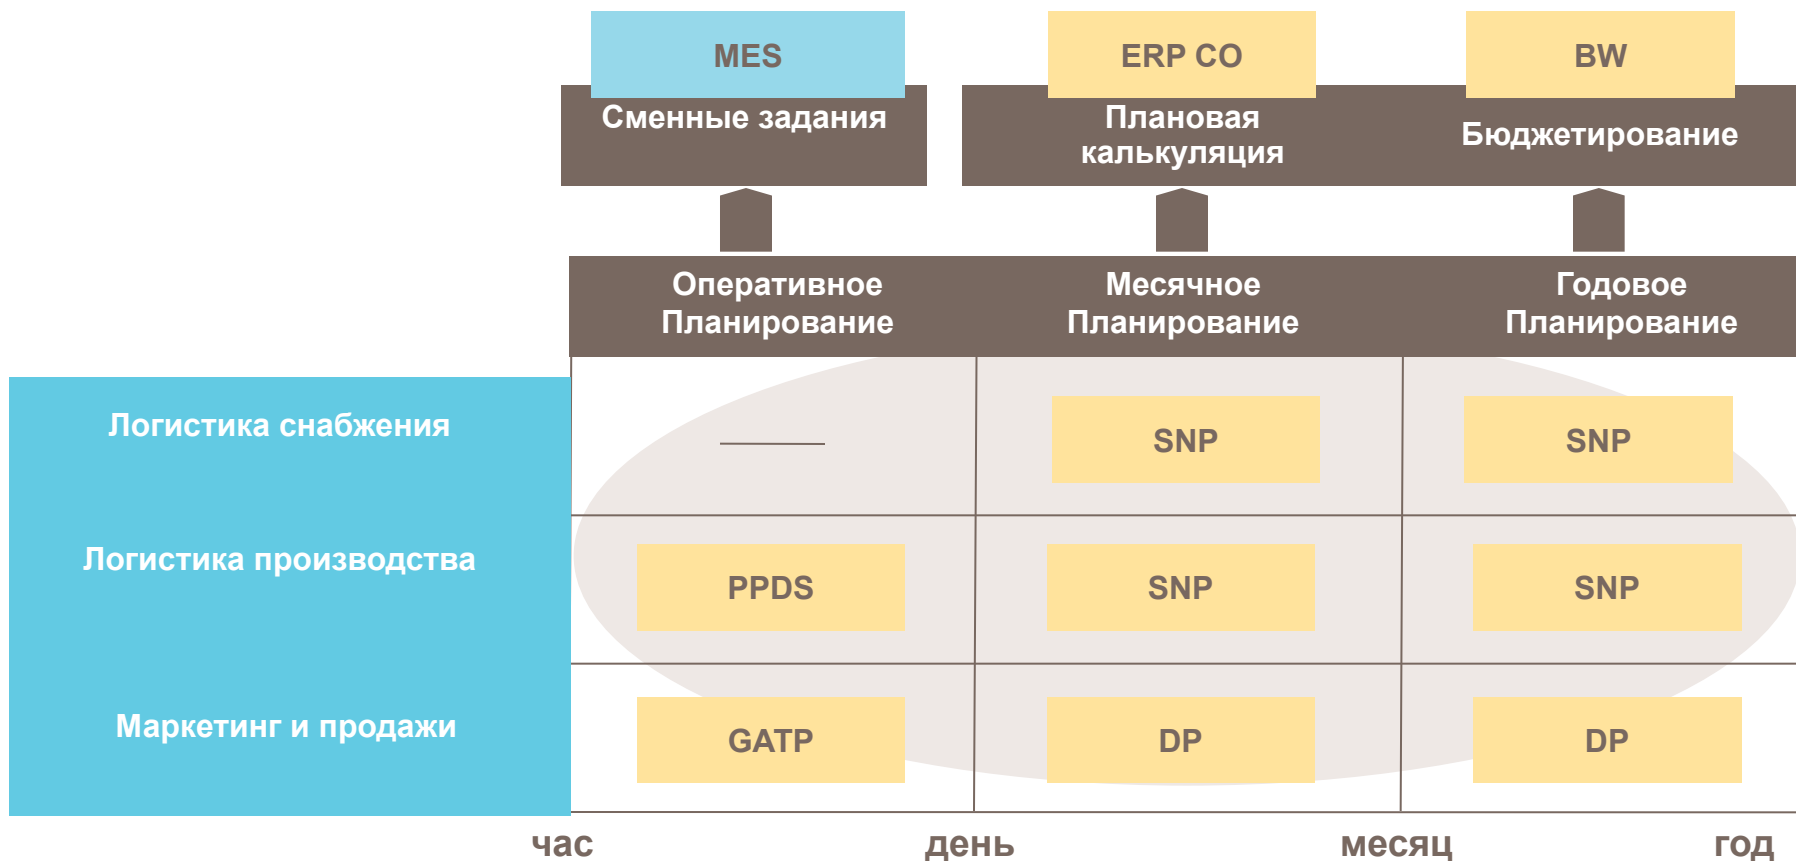 MES
ERP CO
BW
Сменные задания
Плановая
калькуляция
Бюджетирование
Оперативное
Планирование
Месячное
Планирование
Годовое
Планирование
Логистика снабжения
SNP
SNP
Логистика производства
PPDS
SNP
SNP
Маркетинг и продажи
GATP
DP
DP
час
день
месяц
год